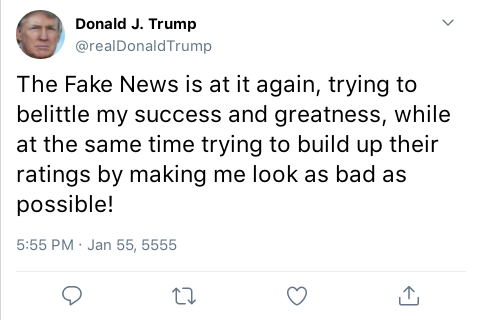 Donald J. Trump
@realDonaldTrump
The Fake News is at it again, trying to
belittle my success and greatness, while
at the same time trying to build up their
ratings by making me look as bad as
possible!
5:55 PM · Jan 55, 5555